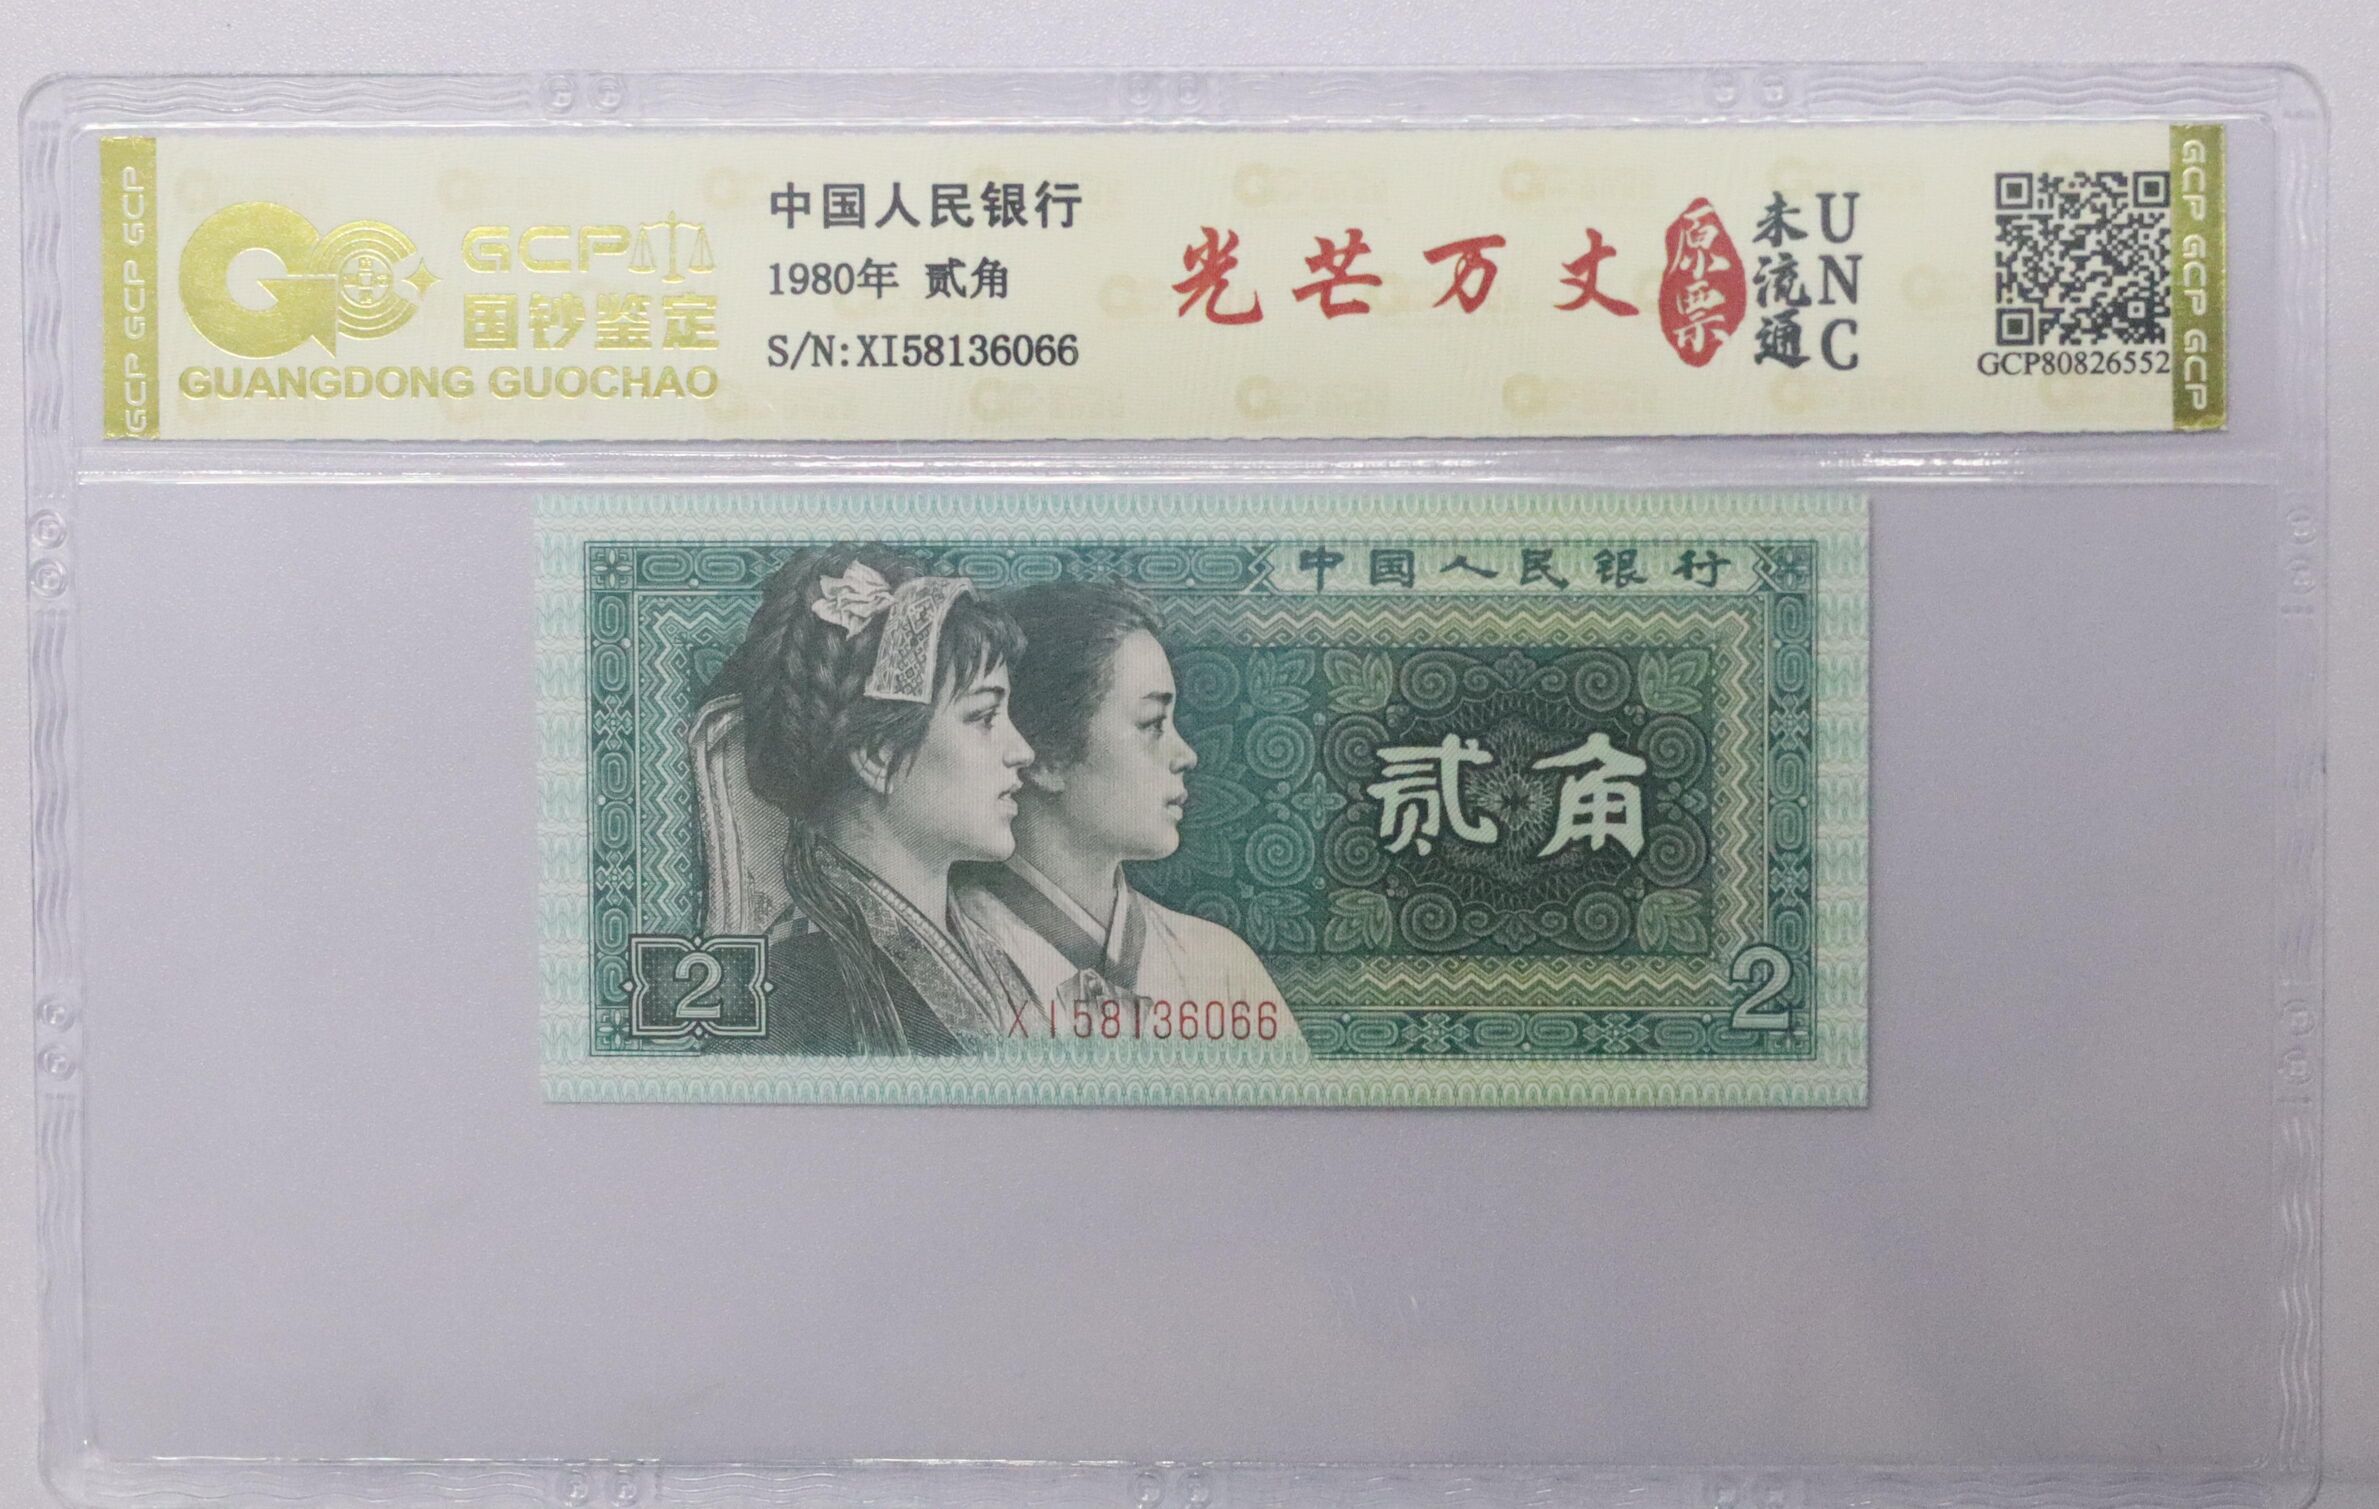 GCP GCP GCP GCP
GCP
国钞鉴定
GUANGDONG GUOCHAO
中国人民银行
1980年 贰角
S/N:XI58136066
光芒万丈
原票
未流通
UNC
GCP80826552
GCP GCP GCP GCP
中国人民银行
贰角
2
XI58136066
2